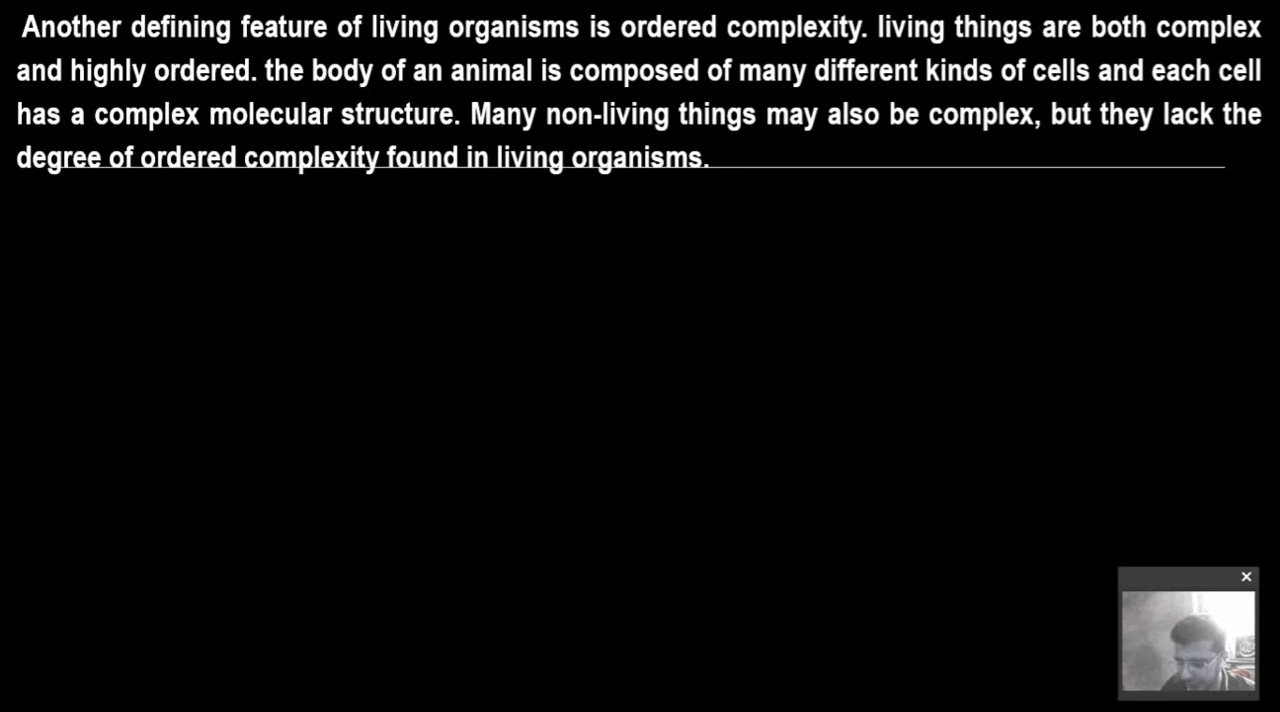 Another defining feature of living organisms is ordered complexity. living things are both complex
and highly ordered. the body of an animal is composed of many different kinds of cells and each cell
has a complex molecular structure. Many non-living things may also be complex, but they lack the
degree of ordered complexity found in living organisms.